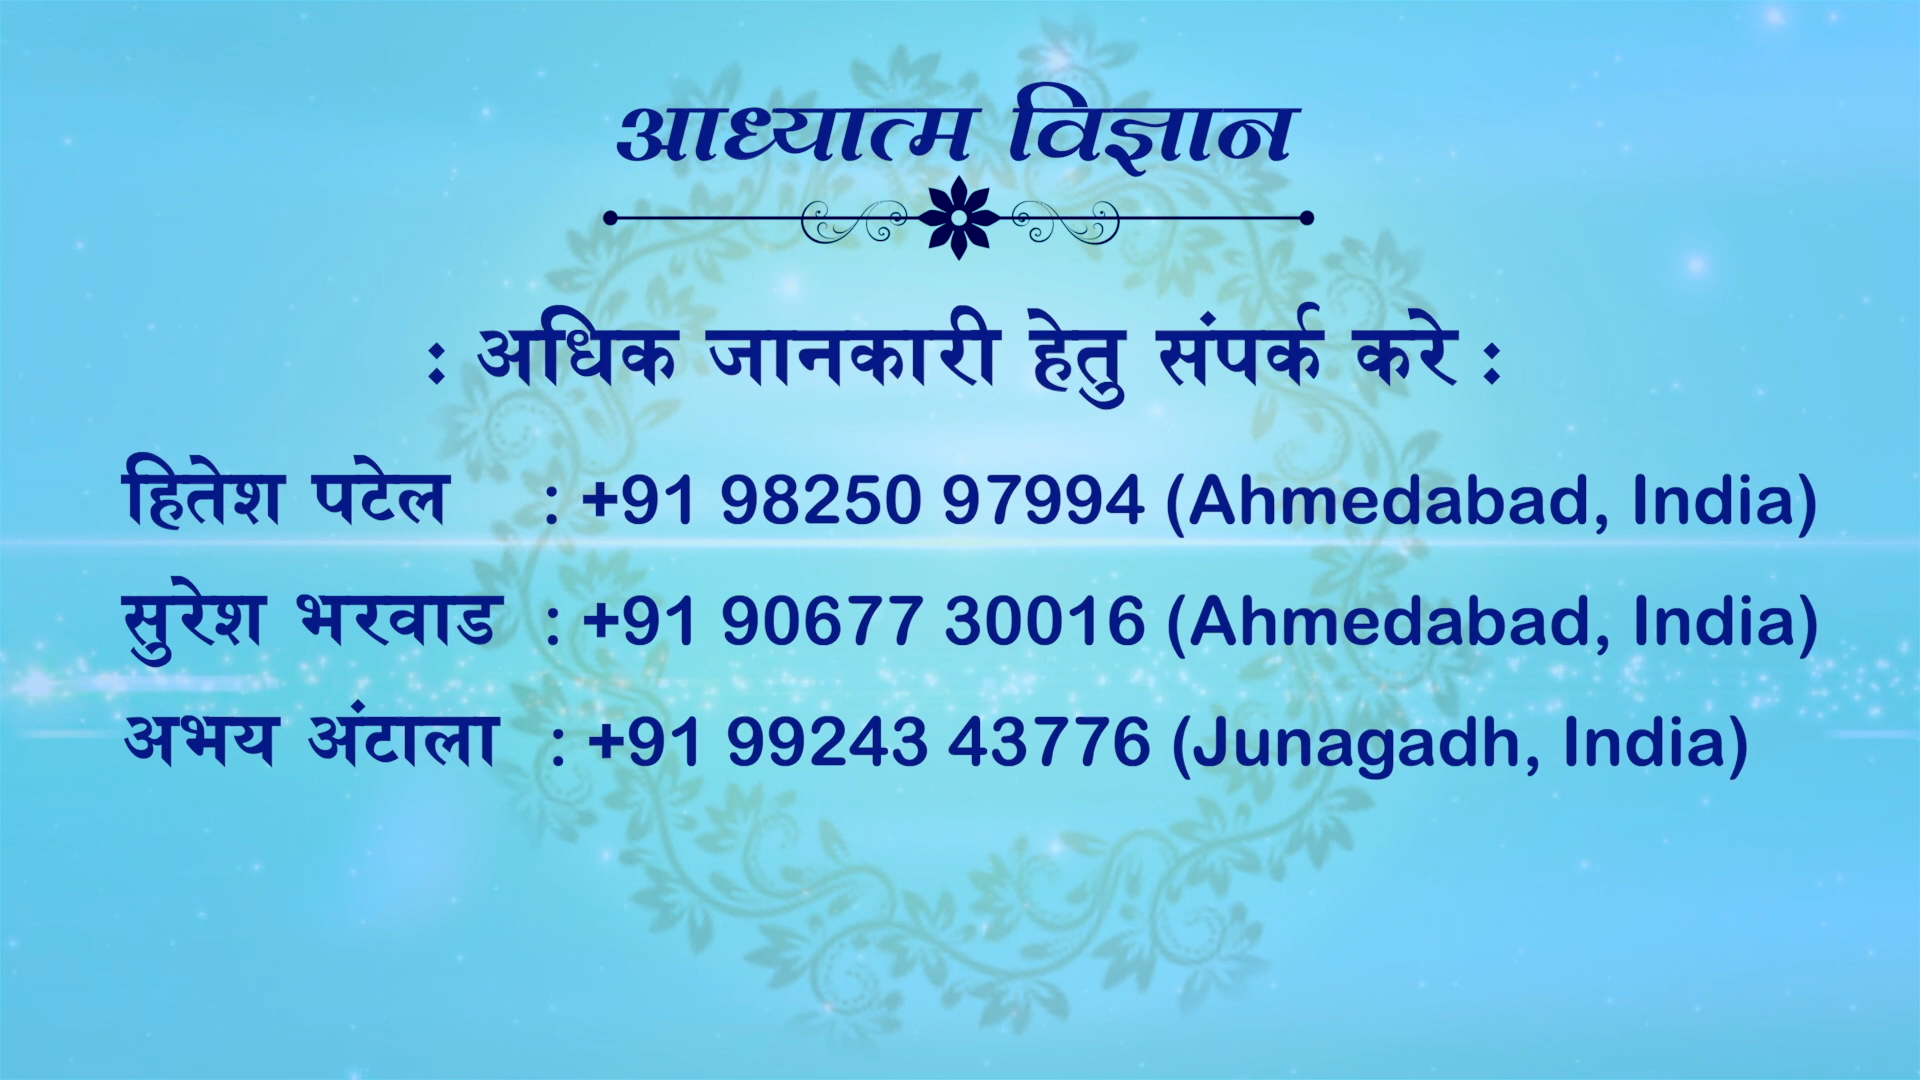 आध्यात्म विज्ञान
: अधिक जानकारी हेतु संपर्क करे :
हितेश पटेल : +91 98250 97994 (Ahmedabad, India)
सुरेश भरवाड : +91 90677 30016 (Ahmedabad, India)
अभय अंटाला : +91 99243 43776 (Junagadh, India)